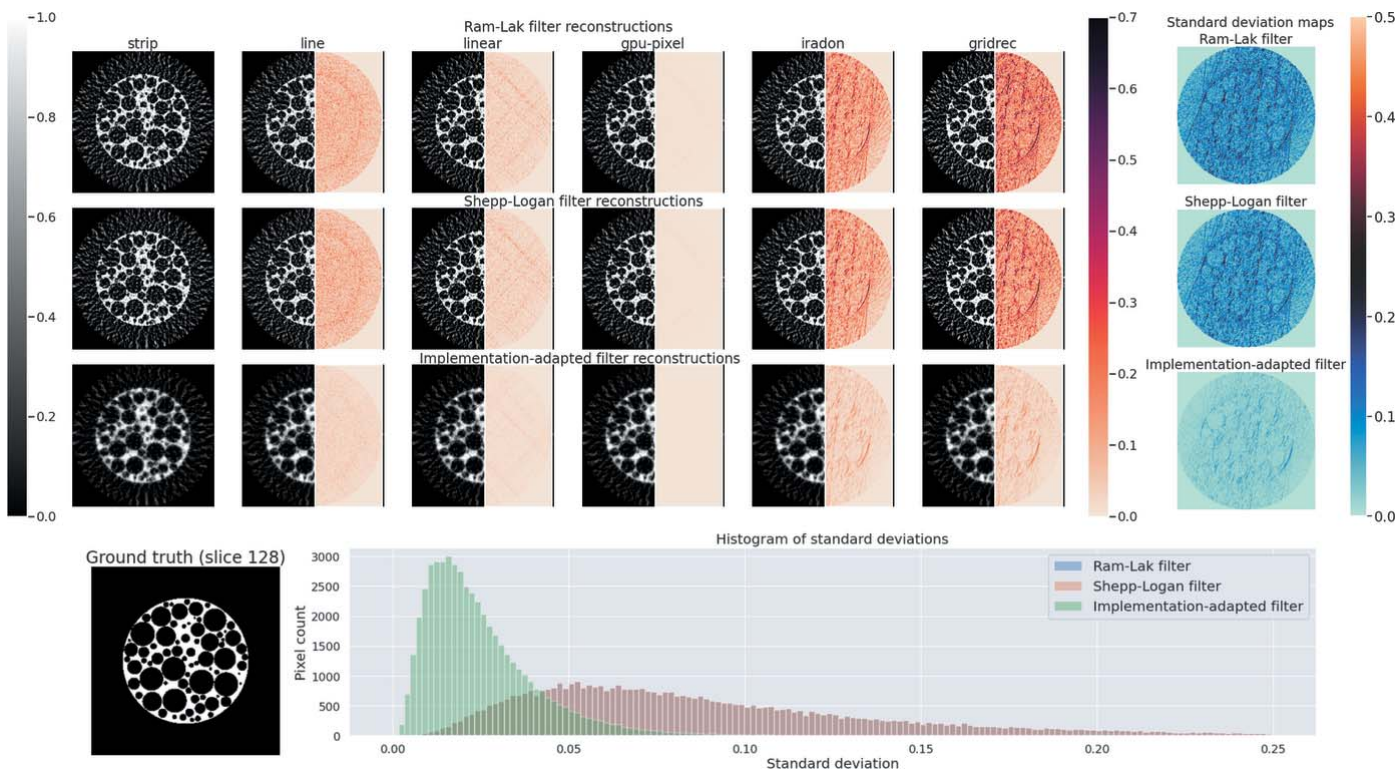 Ram-Lak filter reconstructions
strip line linear gpu-pixel iradon gridrec
Standard deviation maps
Ram-Lak filter
Shepp-Logan filter reconstructions
Shepp-Logan filter
Implementation-adapted filter reconstructions
Implementation-adapted filter
1.0
0.8
0.6
0.4
0.2
0.0
0.7
0.6
0.5
0.4
0.3
0.2
0.1
0.0
0.5
0.4
0.3
0.2
0.1
0.0
Ground truth (slice 128)
Histogram of standard deviations
Pixel count
3000
2500
2000
1500
1000
500
0
Ram-Lak filter
Shepp-Logan filter
Implementation-adapted filter
0.00 0.05 0.10 0.15 0.20 0.25
Standard deviation